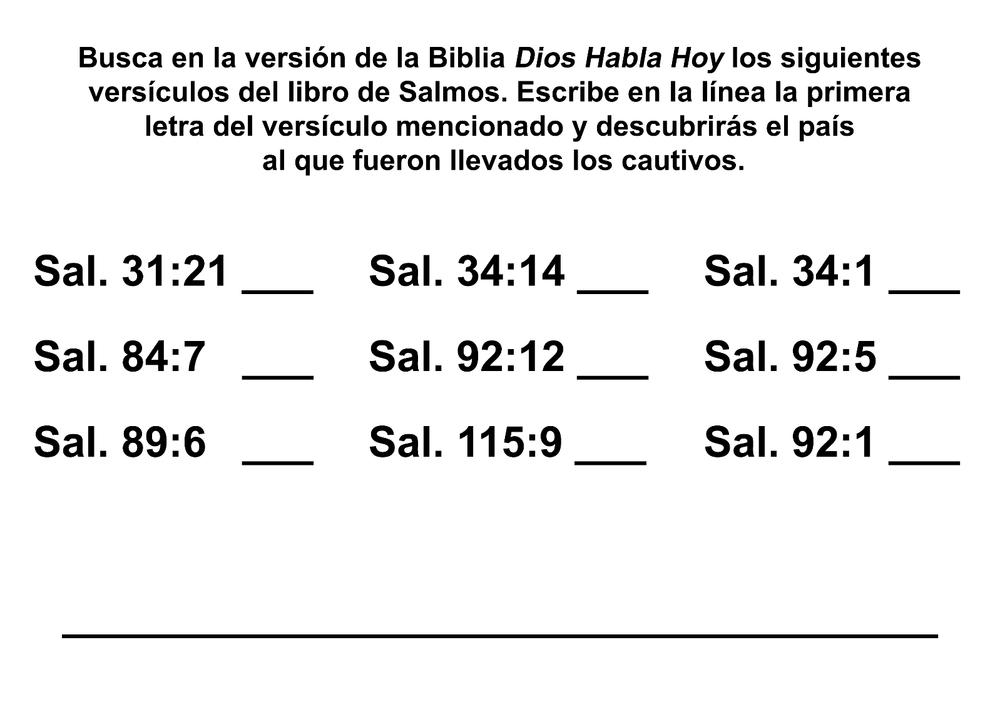 Busca en la versión de la Biblia Dios Habla Hoy los siguientes
versículos del libro de Salmos. Escribe en la línea la primera
letra del versículo mencionado y descubrirás el país
al que fueron llevados los cautivos.
Sal. 31:21 ___ Sal. 34:14 ___ Sal. 34:1 ___
Sal. 84:7 ___ Sal. 92:12 ___ Sal. 92:5 ___
Sal. 89:6 ___ Sal. 115:9 ___ Sal. 92:1 ___